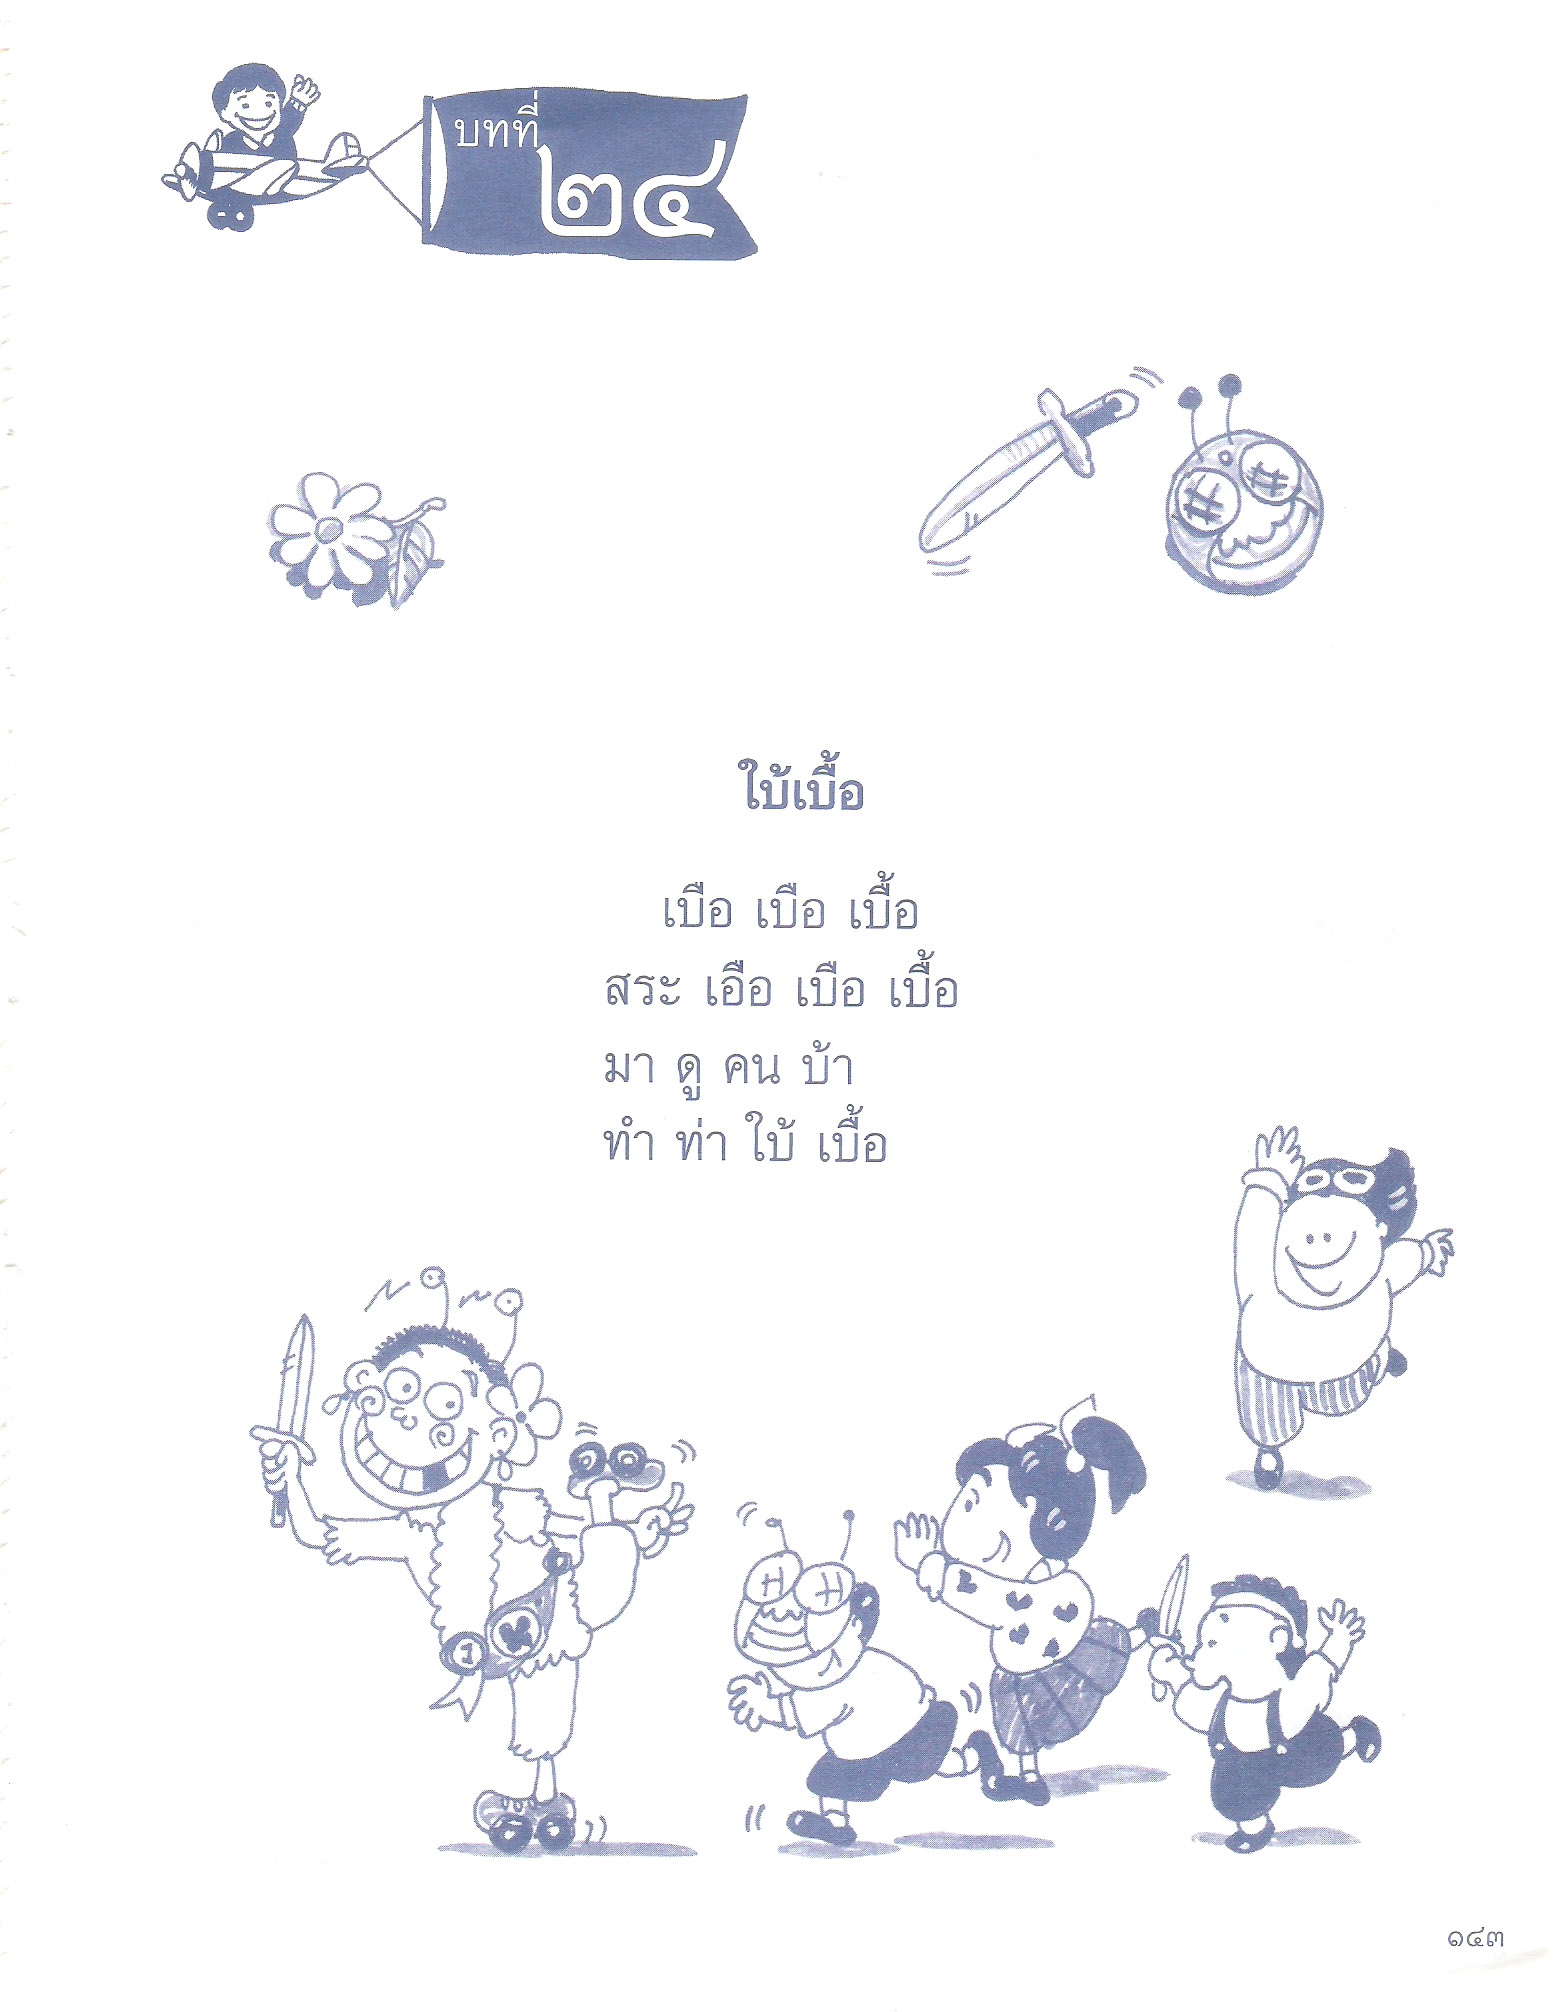 บทที่
๒๔
ใบ้เบื้อ
เบือ เบือ เบื้อ
สระ เอือ เบือ เบื้อ
มา ดู คน บ้า
ทำ ท่า ใบ้ เบื้อ
๑๔๓